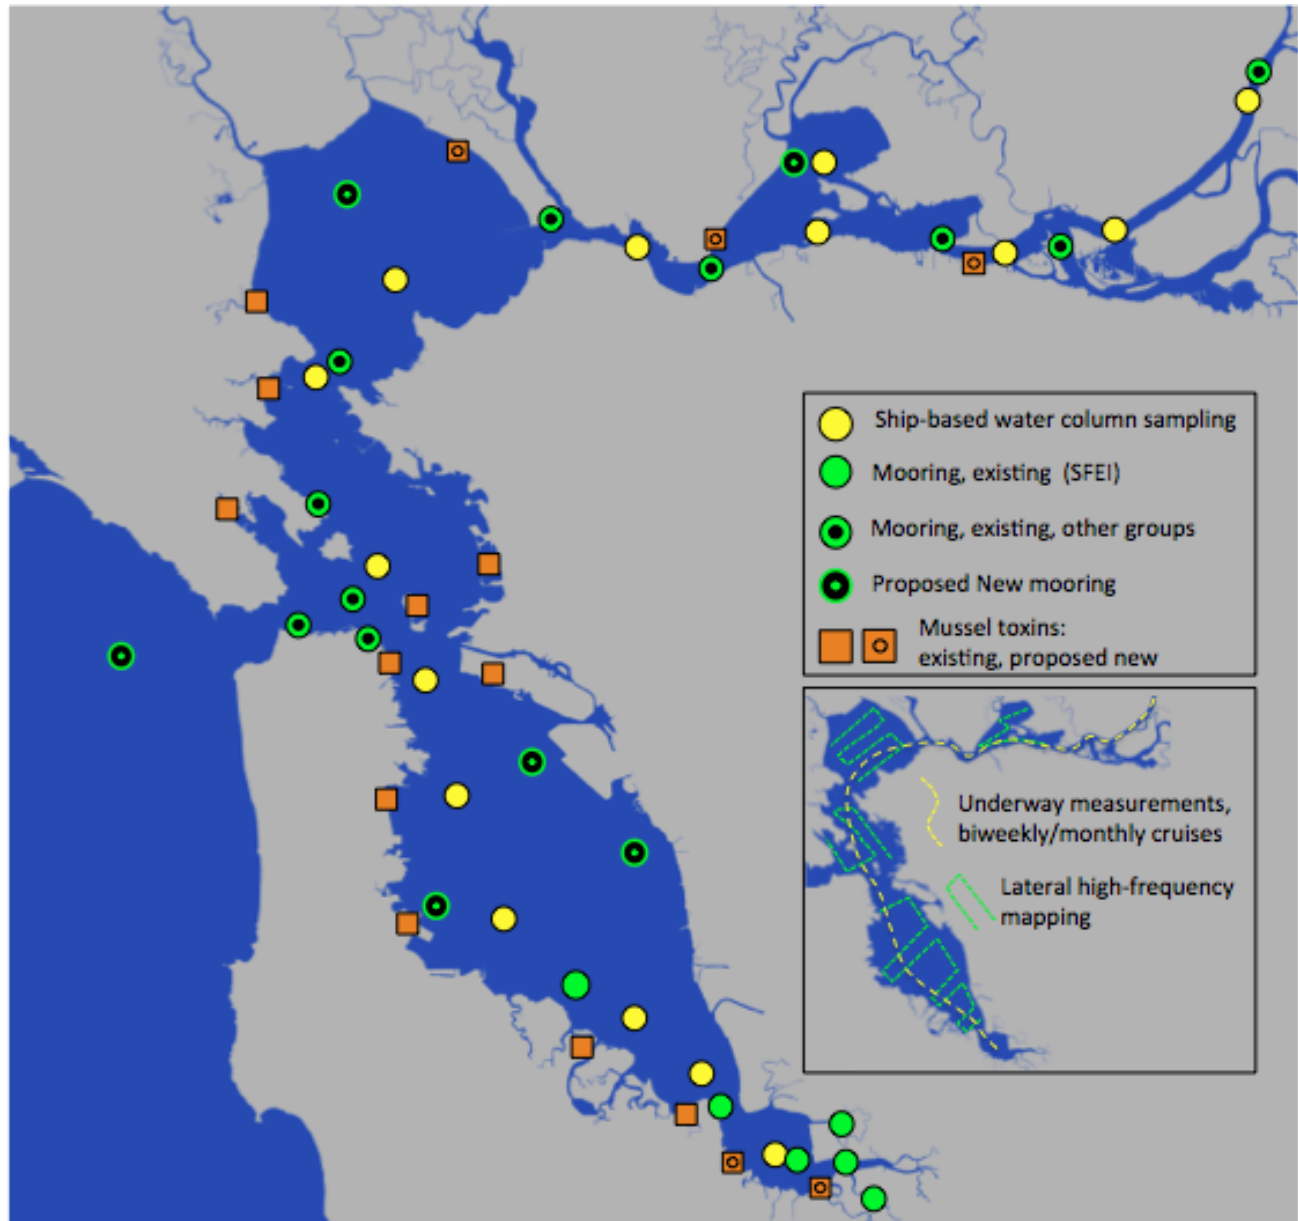 Ship-based water column sampling
Mooring, existing (SFEI)
Mooring, existing, other groups
Proposed New mooring
Mussel toxins:
existing, proposed new
Underway measurements,
biweekly/monthly cruises
Lateral high-frequency
mapping